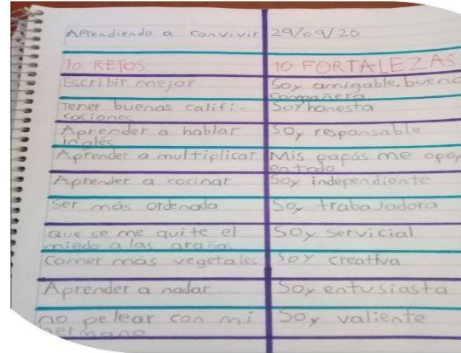 Aprendiendo a convivir 29/09/20
10 RETOS 10 FORTALEZAS
Escribir mejor Soy amigable, buena compañera
Tener buenas califi-
caciones Soy honesta
Aprender a hablar
inglés Soy responsable
Aprender a multiplicar Mis papás me apoy
en todo
Aprender a cocinar Soy independiente
Ser más ordenada Soy trabajadora
que se me quite el
miedo a las arañas Soy servicial
Comer más vegetales Soy creativa
Aprender a nadar Soy entusiasta
no pelear con mi
hermano Soy valiente